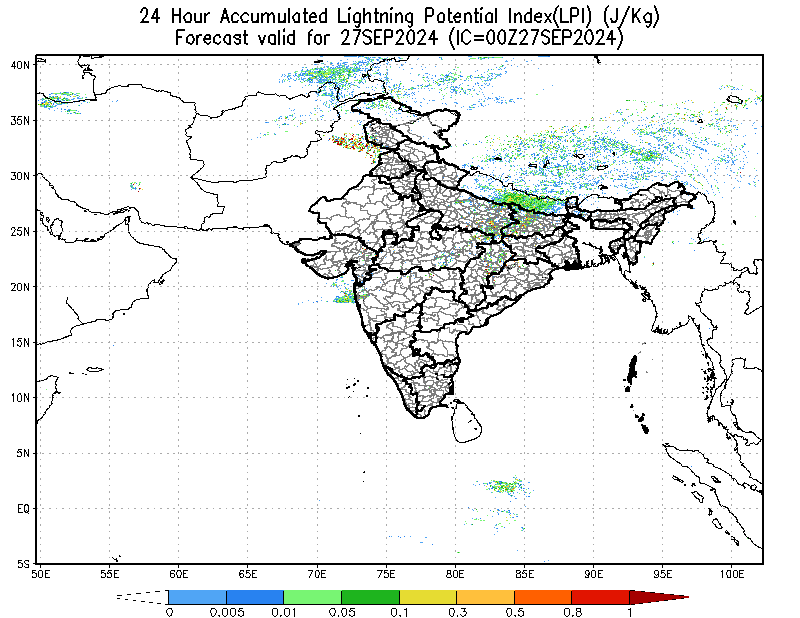 24 Hour Accumulated Lightning Potential Index(LPI) (J/Kg)
Forecast valid for 27SEP2024 (IC=00Z27SEP2024)
40N
35N
30N
25N
20N
15N
10N
5N
EQ
5S
50E 55E 60E 65E 70E 75E 80E 85E 90E 95E 100E
0 0.005 0.01 0.05 0.1 0.3 0.5 0.8 1